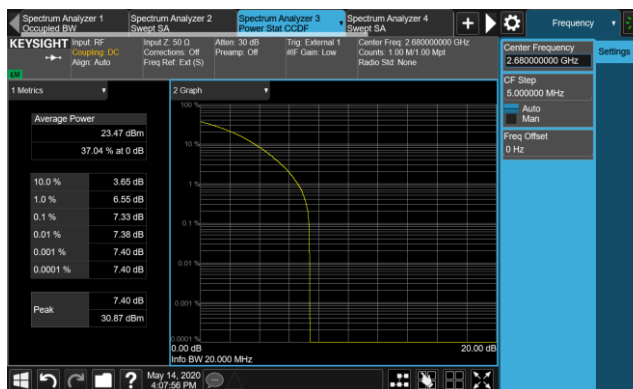 Spectrum Analyzer 1
Occupied BW
Spectrum Analyzer 2
Swept SA
Spectrum Analyzer 3
Power Stat CCDF
Spectrum Analyzer 4
Swept SA
Frequency
KEYSIGHT
Input: RF
Coupling: DC
Align: Auto
Input Z: 50 Ω
Corrections: Off
Freq Ref: Ext (S)
Atten: 30 dB
Preamp: Off
Trig: External 1
#IF Gain: Low
Center Freq: 2.680000000 GHz
Counts: 1.00 M/1.00 Mpt
Radio Std: None
Center Frequency
2.680000000 GHz
Settings
CF Step
5.000000 MHz
Auto
Man
Freq Offset
0 Hz
1 Metrics
Average Power
23.47 dBm
37.04 % at 0 dB
10.0 % 3.65 dB
1.0 % 6.55 dB
0.1 % 7.33 dB
0.01 % 7.38 dB
0.001 % 7.40 dB
0.0001 % 7.40 dB
Peak
7.40 dB
30.87 dBm
2 Graph
100 %
10 %
1 %
0.1 %
0.01 %
0.001 %
0.0001 %
0.00 dB
20.00 dB
Info BW 20.000 MHz
?
May 14, 2020
4:07:56 PM